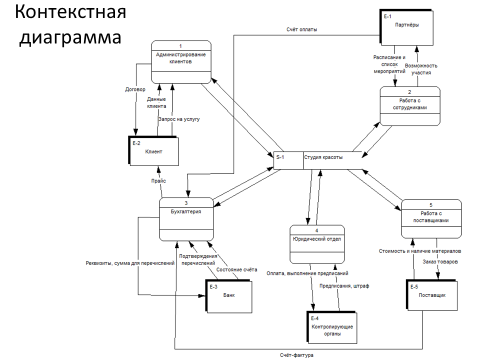 Контекстная
диаграмма
E-1
Партнёры
Счёт оплаты
1
Администрирование
клиентов
Расписание и
список
мероприятий
Возможность
участия
Договор
Данные
клиента
Запрос на услугу
2
Работа с
сотрудниками
E-2
Клиент
S-1
Студия красоты
Прайс
3
Бухгалтерия
4
Юридический отдел
5
Работа с
поставщиками
Реквизиты, сумма для перечислений
Подтверждения
перечислений
Состояние счёта
Оплата, выполнение предписаний
Предписания, штраф
Стоимость и наличие материалов
Заказ товаров
E-3
Банк
E-4
Контролирующие
органы
E-5
Поставщик
Счёт-фактура